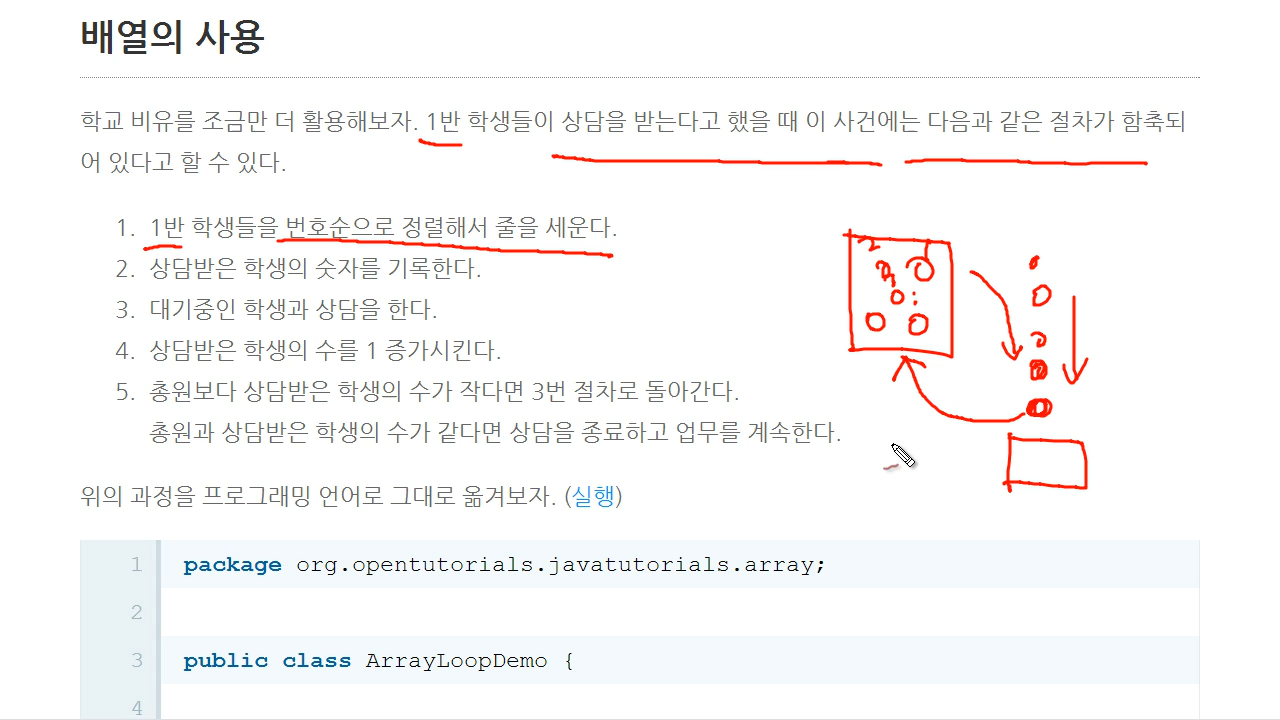 배열의 사용
학교 비유를 조금만 더 활용해보자. 1반 학생들이 상담을 받는다고 했을 때 이 사건에는 다음과 같은 절차가 함축되
어 있다고 할 수 있다.
1. 1반 학생들을 번호순으로 정렬해서 줄을 세운다.
2. 상담받은 학생의 숫자를 기록한다.
3. 대기중인 학생과 상담을 한다.
4. 상담받은 학생의 수를 1 증가시킨다.
5. 총원보다 상담받은 학생의 수가 작다면 3번 절차로 돌아간다.
총원과 상담받은 학생의 수가 같다면 상담을 종료하고 업무를 계속한다.
위의 과정을 프로그래밍 언어로 그대로 옮겨보자. (실행)
1 package org.opentutorials.javatutorials.array;
2
3 public class ArrayLoopDemo {
4